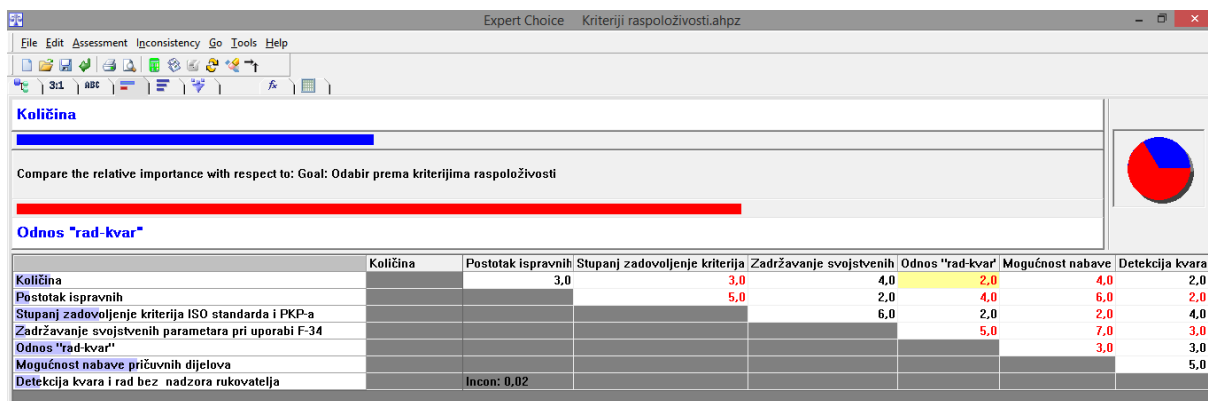 Expert Choice Kriteriji raspoloživosti.ahpz
File Edit Assessment Inconsistency Go Tools Help
3:1 ABC fx
Količina
Compare the relative importance with respect to: Goal: Odabir prema kriterijima raspoloživosti
Odnos "rad-kvar"
Količina Postotak ispravnih Stupanj zadovoljenje kriterija Zadržavanje svojstvenih Odnos "rad-kvar" Mogućnost nabave Detekcija kvara
Količina 3,0 3,0 4,0 2,0 4,0 2,0
Postotak ispravnih 5,0 2,0 4,0 6,0 2,0
Stupanj zadovoljenje kriterija ISO standarda i PKP-a 6,0 2,0 2,0 4,0
Zadržavanje svojstvenih parametara pri uporabi F-34 5,0 7,0 3,0
Odnos "rad-kvar" 3,0 3,0
Mogućnost nabave pričuvnih dijelova 5,0
Detekcija kvara i rad bez nadzora rukovatelja Incon: 0,02